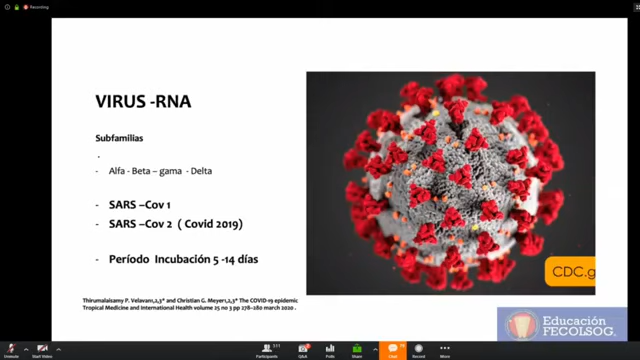 Recording
VIRUS -RNA
Subfamilias
- Alfa - Beta – gama - Delta
- SARS –Cov 1
- SARS –Cov 2 ( Covid 2019)
- Período Incubación 5 -14 días
Thirumalaisamy P. Velavan1,2,3* and Christian G. Meyer1,2,3* The COVID-19 epidemic
Tropical Medicine and International Health volume 25 no 3 pp 278–280 march 2020 .
CDC.g
Educación
FECOLSOG.
Unmute
Start Video
Participants
Q&A
Polls
Share
Chat
Record
More